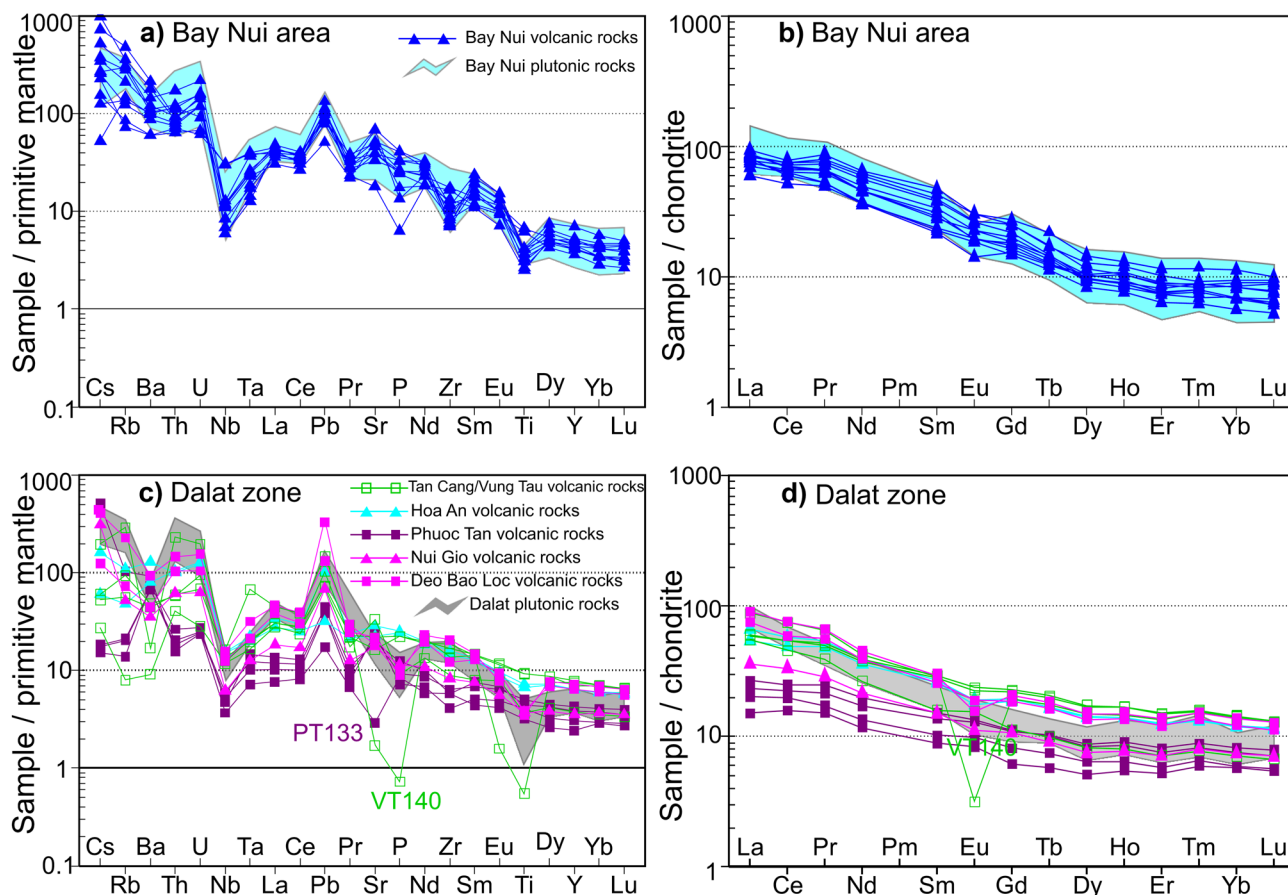 a) Bay Nui area
Bay Nui volcanic rocks
Bay Nui plutonic rocks
Sample / primitive mantle
1000
100
10
1
0.1
Cs Ba U Ta Ce Pr P Zr Eu Dy Yb
Rb Th Nb La Pb Sr Nd Sm Ti Y Lu
b) Bay Nui area
Sample / chondrite
1000
100
10
1
La Pr Pm Eu Tb Ho Tm Lu
Ce Nd Sm Gd Dy Er Yb
c) Dalat zone
Tan Cang/Vung Tau volcanic rocks
Hoa An volcanic rocks
Phuoc Tan volcanic rocks
Nui Gio volcanic rocks
Deo Bao Loc volcanic rocks
Dalat plutonic rocks
PT133
VT140
Sample / primitive mantle
1000
100
10
1
0.1
Cs Ba U Ta Ce Pr P Zr Eu Dy Yb
Rb Th Nb La Pb Sr Nd Sm Ti Y Lu
d) Dalat zone
VT140
Sample / chondrite
1000
100
10
1
La Pr Pm Eu Tb Ho Tm Lu
Ce Nd Sm Gd Dy Er Yb